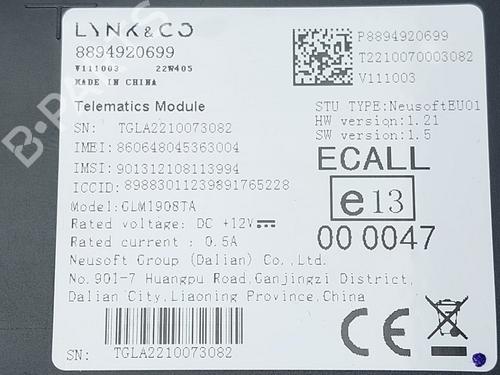 LYNK&CO
8894920699
V111003 22W405
MADE IN CHINA
P8894920699
T2210070003082
V111003
Telematics Module
SN: TGLA2210073082
IMEI: 860648045363004
IMSI: 901312108113994
ICCID: 89883011239891765228
Model: GLM1908TA
Rated voltage: DC +12V
Rated current : 0.5A
Neusoft Group (Dalian) Co.,Ltd.
No.901-7 Huangpu Road,Ganjingzi District,
Dalian City,Liaoning Province,China
SN: TGLA2210073082
STU TYPE:NeusoftEU01
HW version: 1.21
SW version: 1.5
ECALL
e13
00 0047
CE
B-PARTS